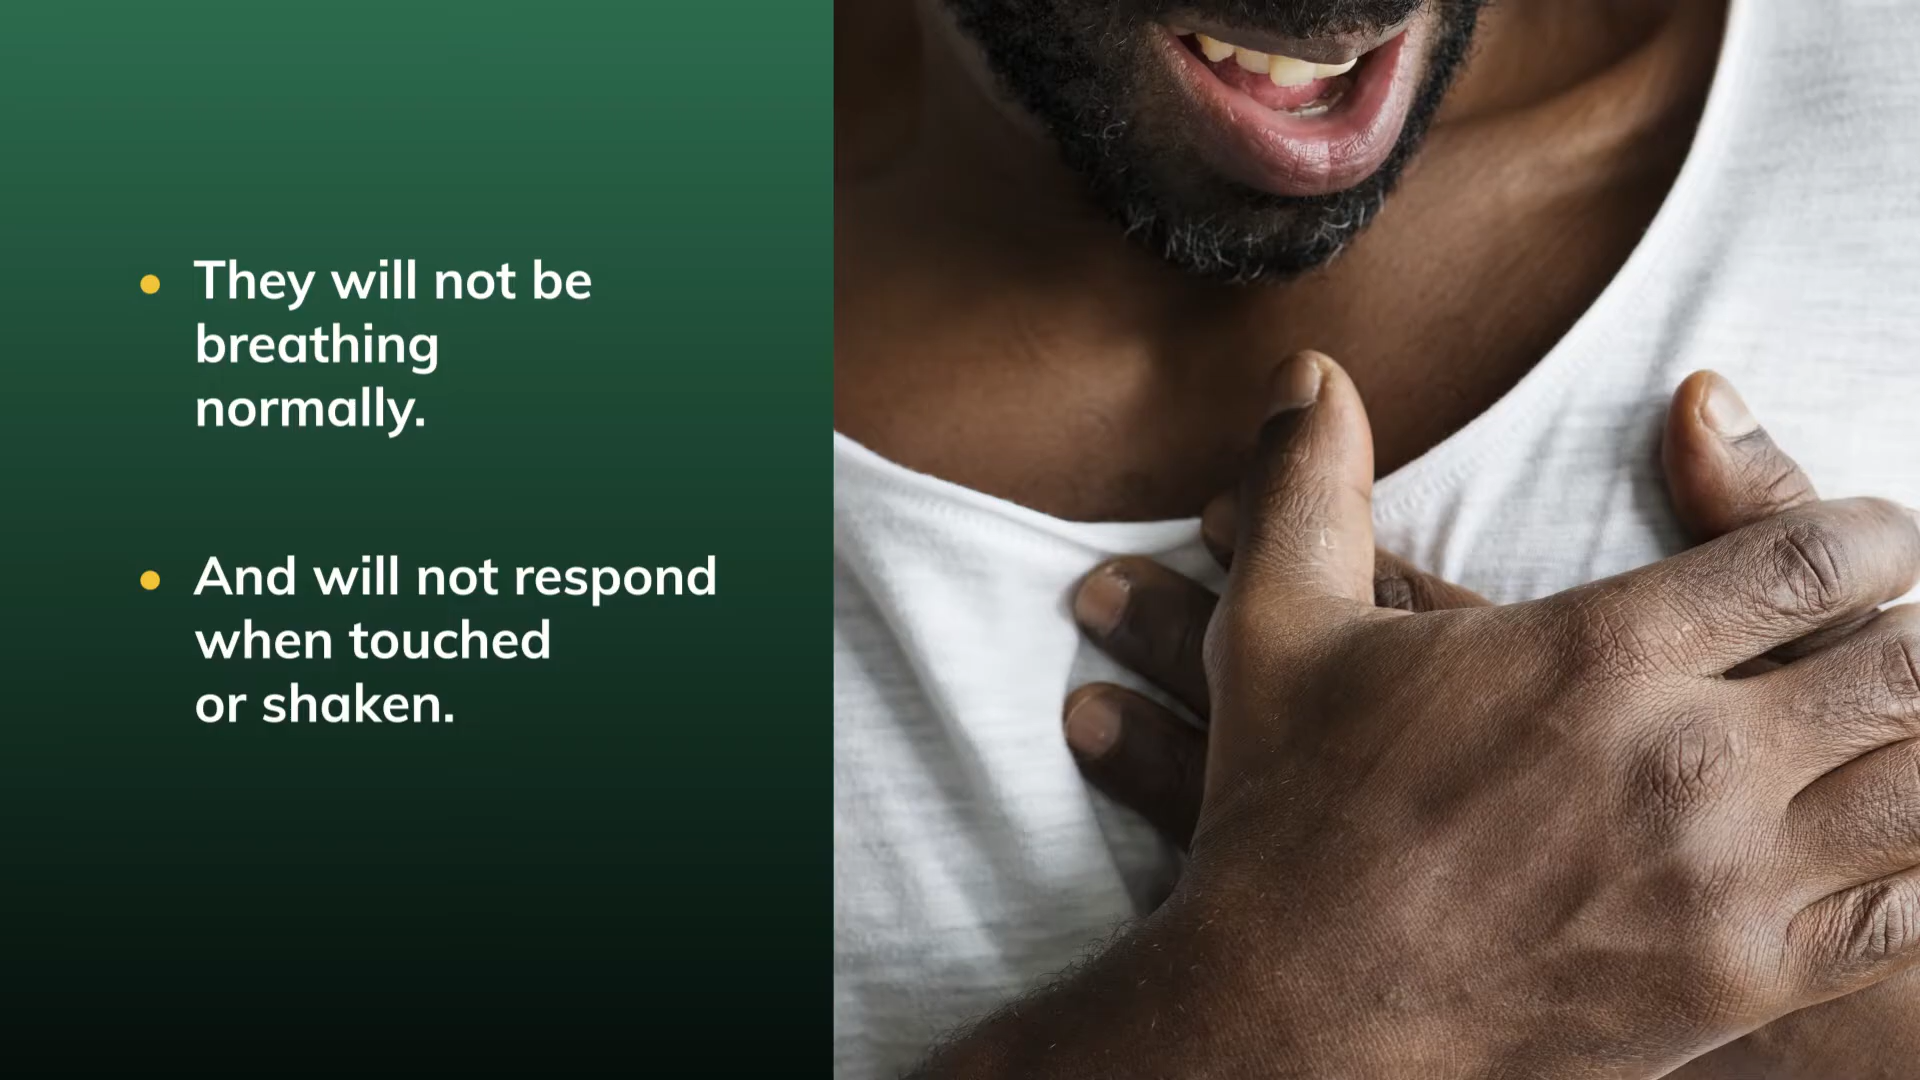 They will not be
breathing
normally.
And will not respond
when touched
or shaken.